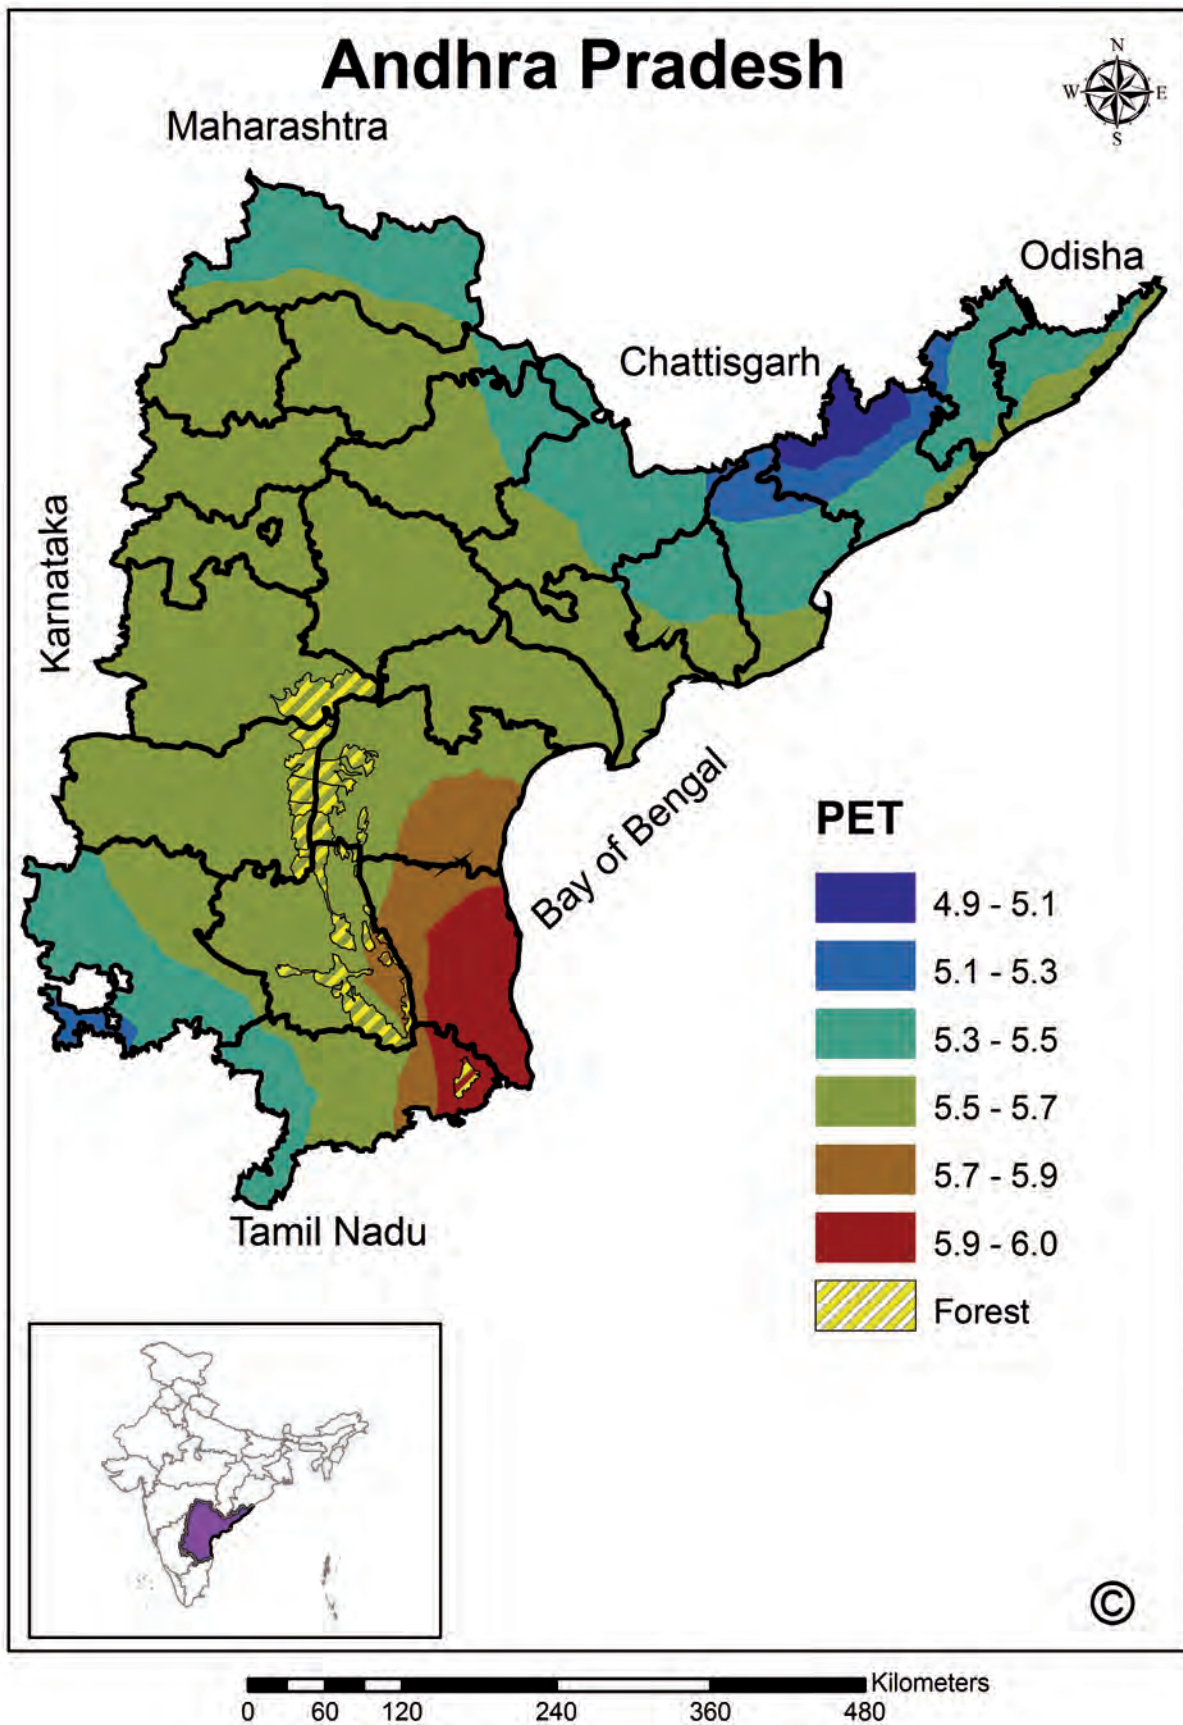 Andhra Pradesh
N
W
E
S
Maharashtra
Odisha
Chattisgarh
Karnataka
Bay of Bengal
PET
4.9 - 5.1
5.1 - 5.3
5.3 - 5.5
5.5 - 5.7
5.7 - 5.9
5.9 - 6.0
Forest
Tamil Nadu
©
Kilometers
0 60 120 240 360 480